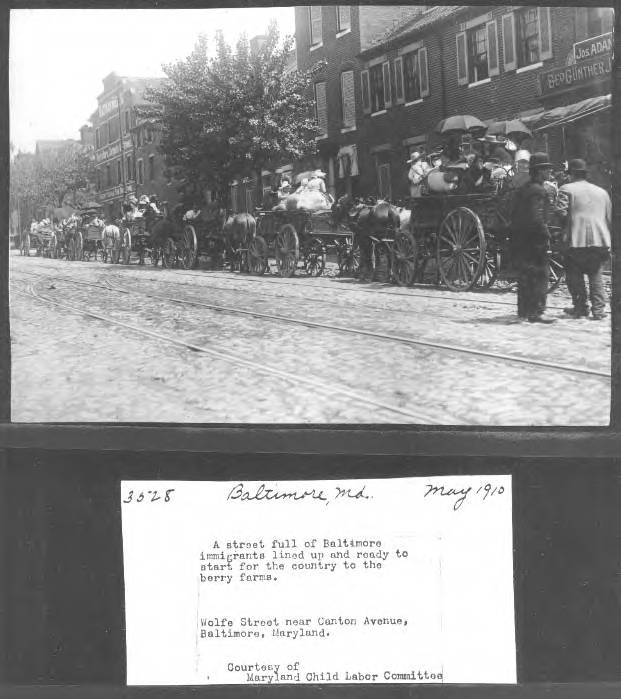 JOS. ADAM
GEO. GUNTHER, J
3528 Baltimore, Md. May 1910
A street full of Baltimore
immigrants lined up and ready to
start for the country to the
berry farms.
Wolfe Street near Canton Avenue,
Baltimore, Maryland.
Courtesy of
Maryland Child Labor Committee